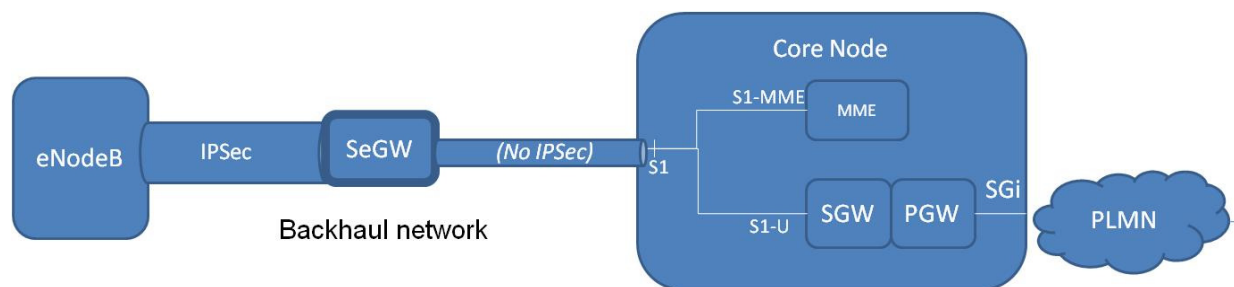 Core Node
S1-MME
MME
eNodeB
IPSec
SeGW
(No IPSec)
S1
SGi
SGW
PGW
PLMN
S1-U
Backhaul network